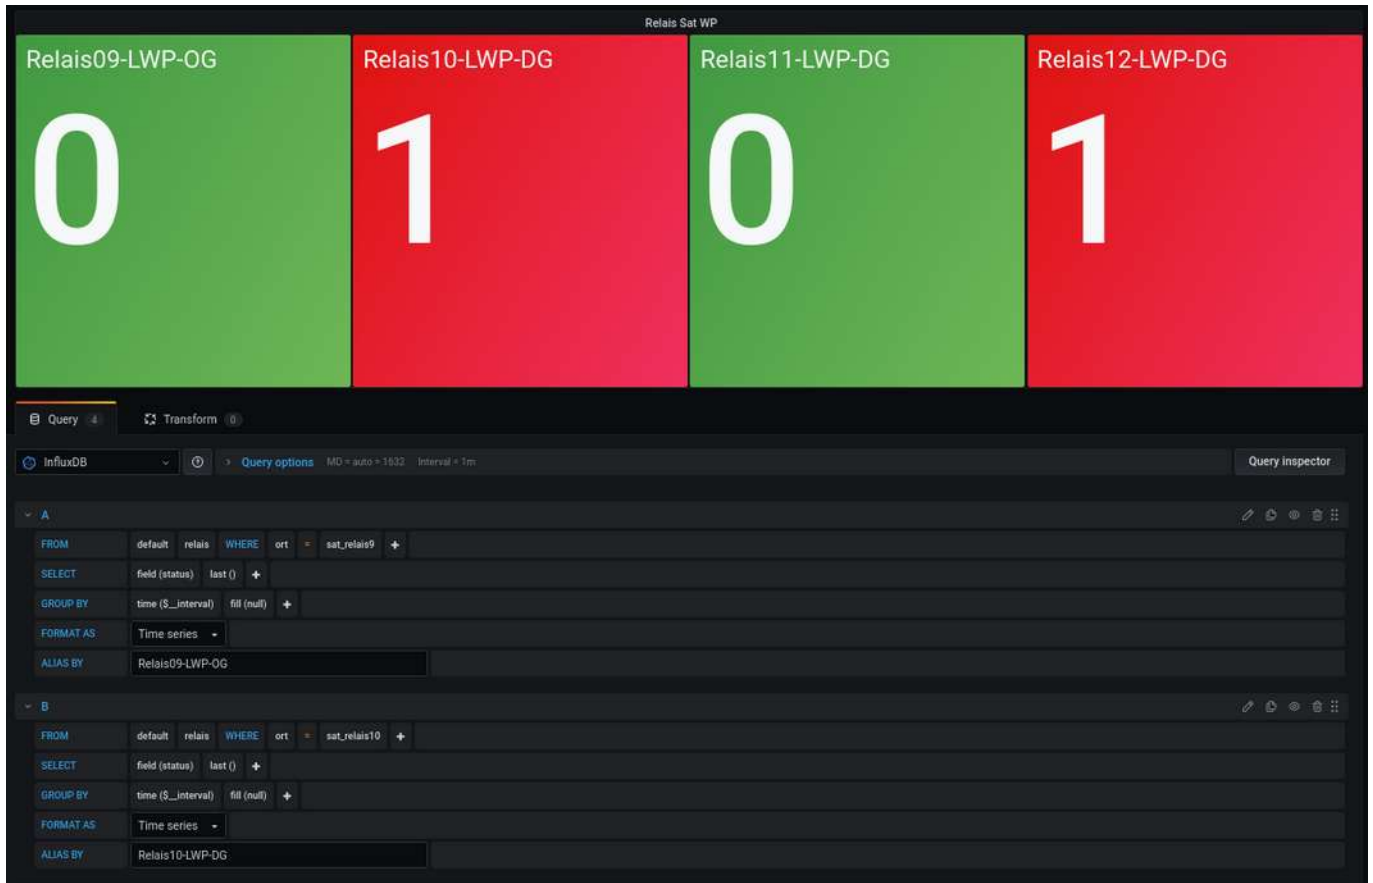 Relais Sat WP
Relais09-LWP-OG Relais10-LWP-DG Relais11-LWP-DG Relais12-LWP-DG
0 1 0 1
Query 4 Transform 0
InfluxDB Query options MD = auto = 1632 Interval = 1m Query inspector
A
FROM default relais WHERE ort = sat_relais9 +
SELECT field (status) last () +
GROUP BY time ($__interval) fill (null) +
FORMAT AS Time series
ALIAS BY Relais09-LWP-OG
B
FROM default relais WHERE ort = sat_relais10 +
SELECT field (status) last () +
GROUP BY time ($__interval) fill (null) +
FORMAT AS Time series
ALIAS BY Relais10-LWP-DG